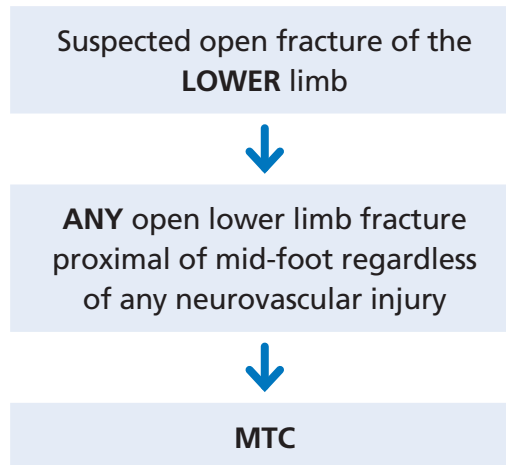 Suspected open fracture of the
LOWER limb
ANY open lower limb fracture
proximal of mid-foot regardless
of any neurovascular injury
MTC